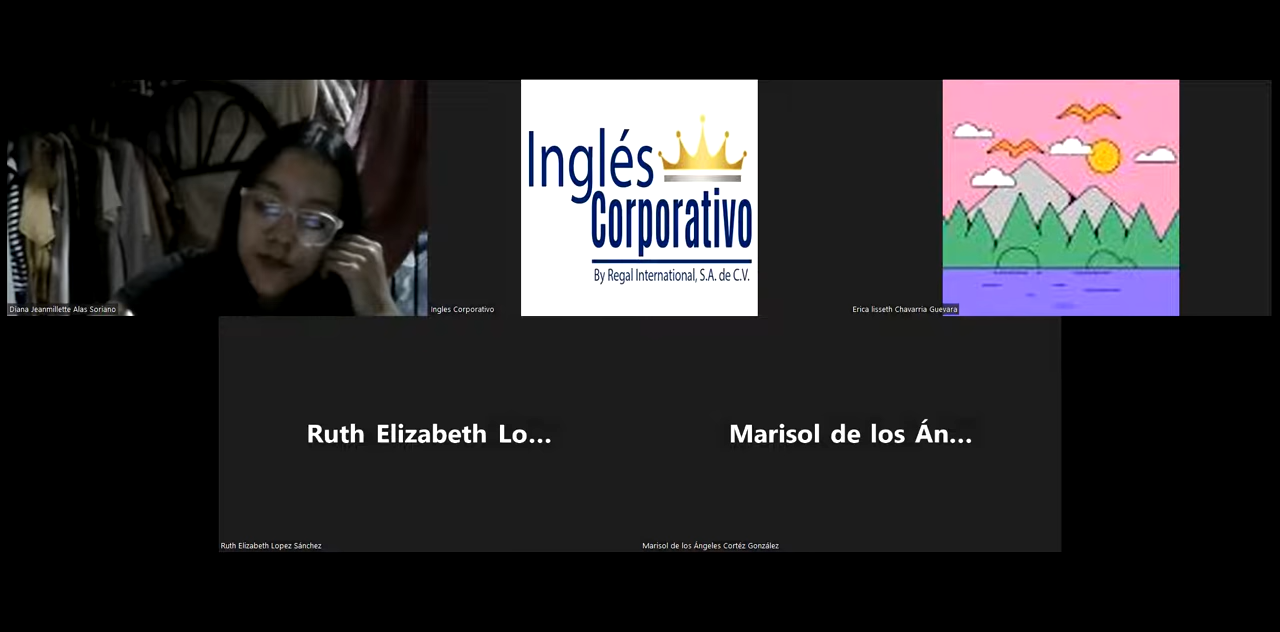 Inglés
Corporativo
By Regal International, S.A. de C.V.
Diana Jeanmillette Alas Soriano
Ingles Corporativo
Erica lisseth Chavarria Guevara
Ruth Elizabeth Lo...
Marisol de los Án...
Ruth Elizabeth Lopez Sánchez
Marisol de los Ángeles Cortéz González